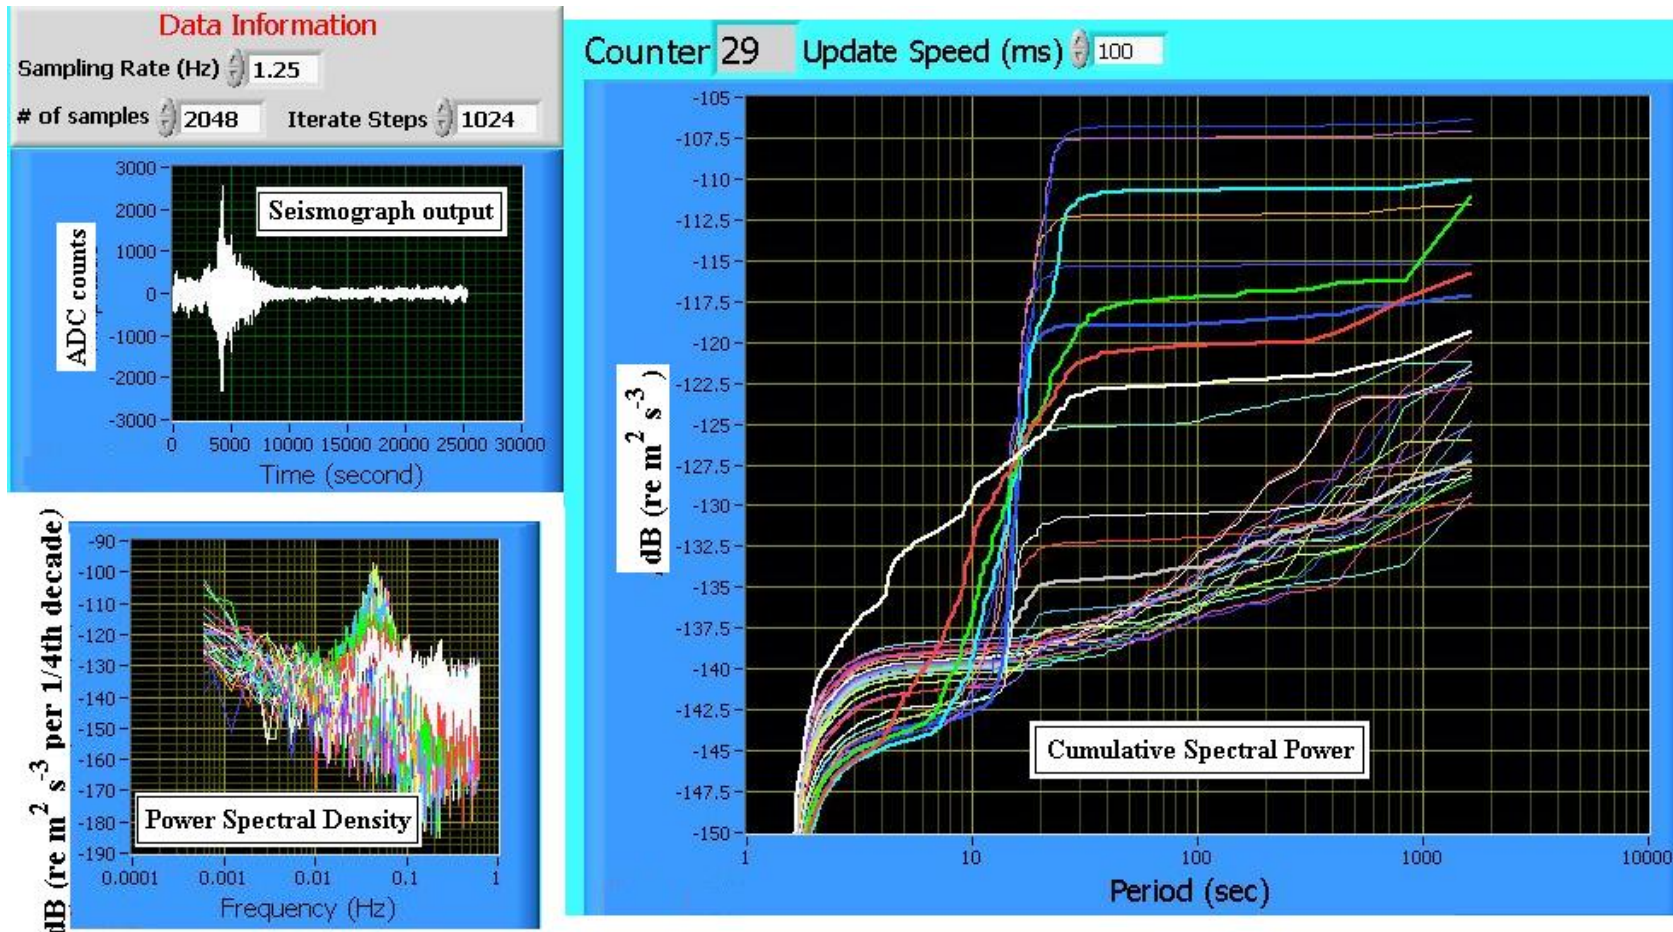 Data Information
Sampling Rate (Hz) 1.25
# of samples 2048 Iterate Steps 1024
3000
2000
1000
0
-1000
-2000
-3000
ADC counts
Seismograph output
0 5000 10000 15000 20000 25000 30000
Time (second)
dB (re m² s⁻³ per 1/4th decade)
-90
-100
-110
-120
-130
-140
-150
-160
-170
-180
-190
Power Spectral Density
0.0001 0.001 0.01 0.1 1
Frequency (Hz)
Counter 29 Update Speed (ms) 100
-105
-107.5
-110
-112.5
-115
-117.5
-120
-122.5
-125
-127.5
-130
-132.5
-135
-137.5
-140
-142.5
-145
-147.5
-150
dB (re m² s⁻³)
Cumulative Spectral Power
1 10 100 1000 10000
Period (sec)